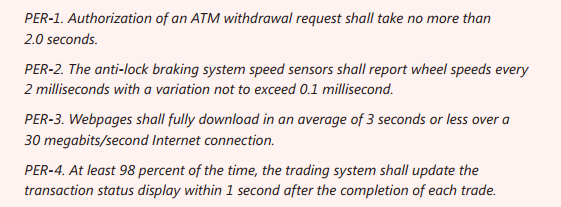 PER-1. Authorization of an ATM withdrawal request shall take no more than
2.0 seconds.
PER-2. The anti-lock braking system speed sensors shall report wheel speeds every
2 milliseconds with a variation not to exceed 0.1 millisecond.
PER-3. Webpages shall fully download in an average of 3 seconds or less over a
30 megabits/second Internet connection.
PER-4. At least 98 percent of the time, the trading system shall update the
transaction status display within 1 second after the completion of each trade.